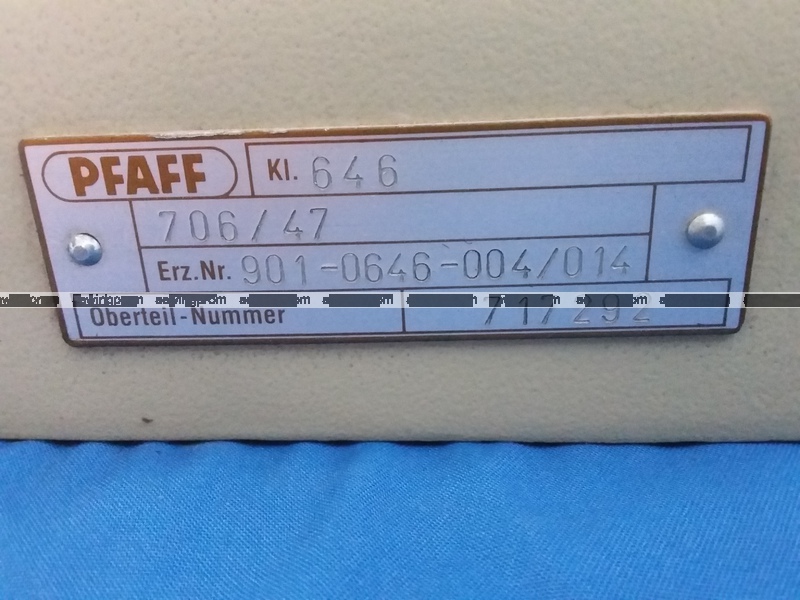 PFAFF Kl. 646
706/47
Erz.Nr. 901-0646-004/014
Oberteil-Nummer 717292